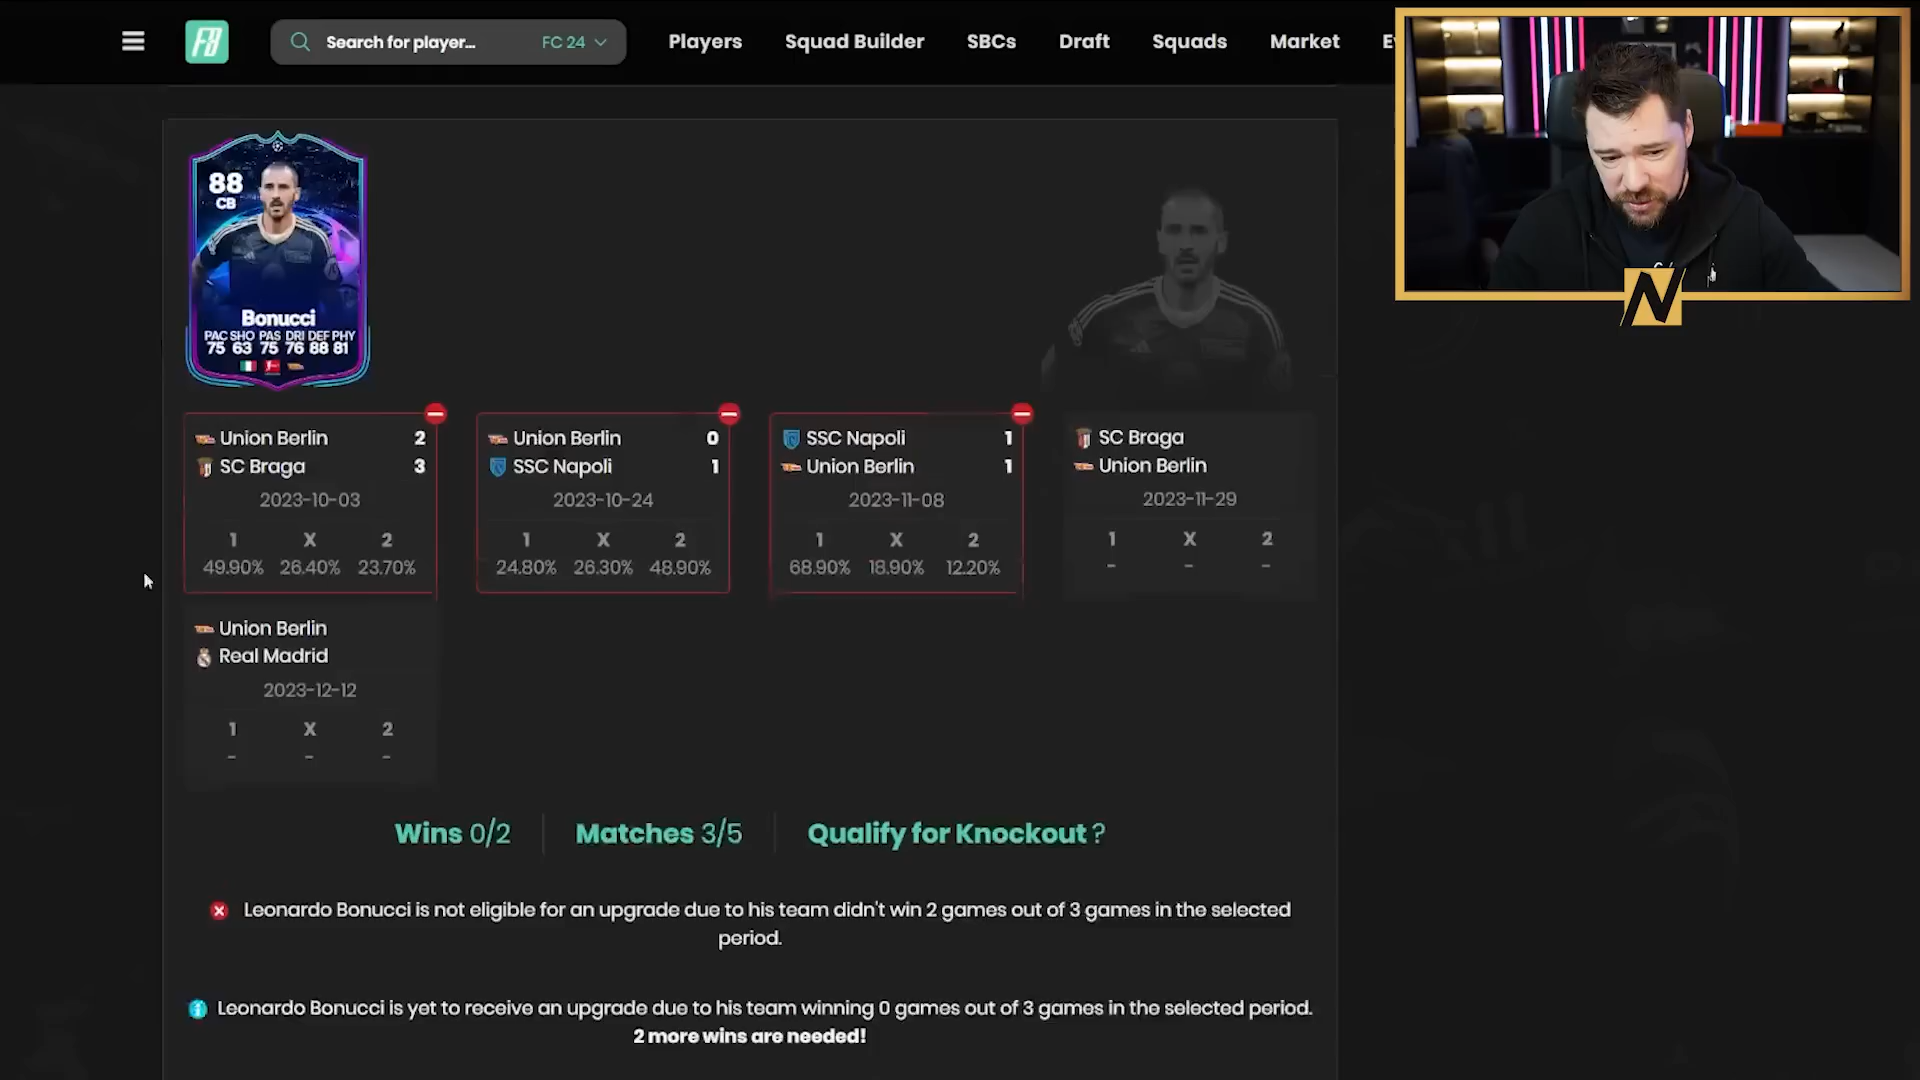 F8
Search for player...
FC 24
Players
Squad Builder
SBCs
Draft
Squads
Market
N
88
CB
Bonucci
PAC SHO PAS DRI DEF PHY
75 63 75 76 88 81
Union Berlin 2
SC Braga 3
2023-10-03
1 X 2
49.90% 26.40% 23.70%
Union Berlin 0
SSC Napoli 1
2023-10-24
1 X 2
24.80% 26.30% 48.90%
SSC Napoli 1
Union Berlin 1
2023-11-08
1 X 2
68.90% 18.90% 12.20%
SC Braga
Union Berlin
2023-11-29
1 X 2
- - -
Union Berlin
Real Madrid
2023-12-12
1 X 2
- - -
Wins 0/2
Matches 3/5
Qualify for Knockout ?
Leonardo Bonucci is not eligible for an upgrade due to his team didn't win 2 games out of 3 games in the selected
period.
Leonardo Bonucci is yet to receive an upgrade due to his team winning 0 games out of 3 games in the selected period.
2 more wins are needed!